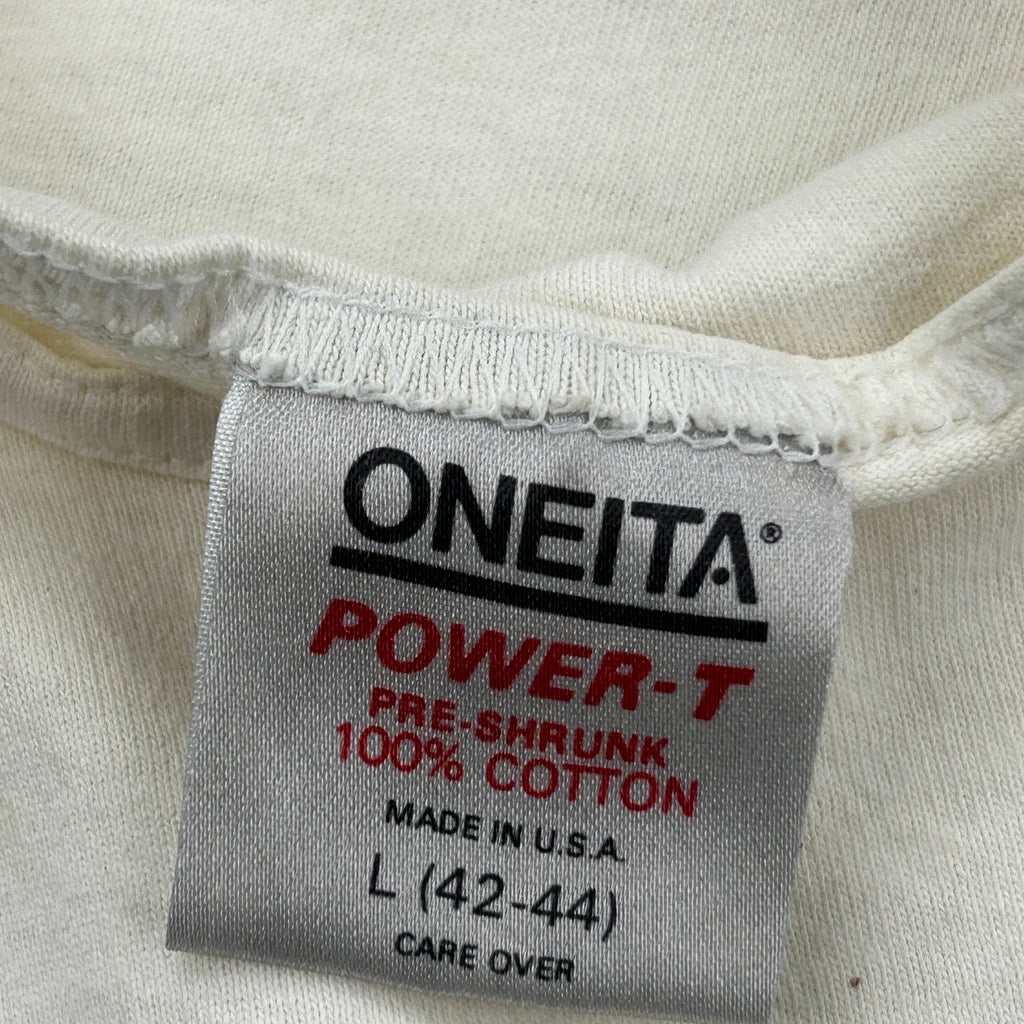 ONEITA®
POWER-T
PRE-SHRUNK
100% COTTON
MADE IN U.S.A.
L (42-44)
CARE OVER